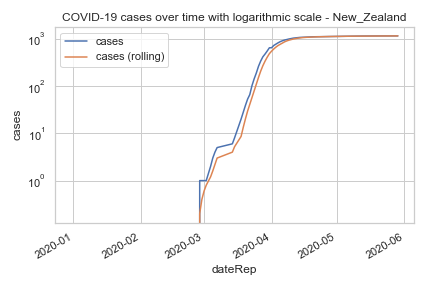 COVID-19 cases over time with logarithmic scale - New_Zealand
cases
cases (rolling)
10³
10²
10¹
10⁰
cases
2020-01
2020-02
2020-03
2020-04
2020-05
2020-06
dateRep